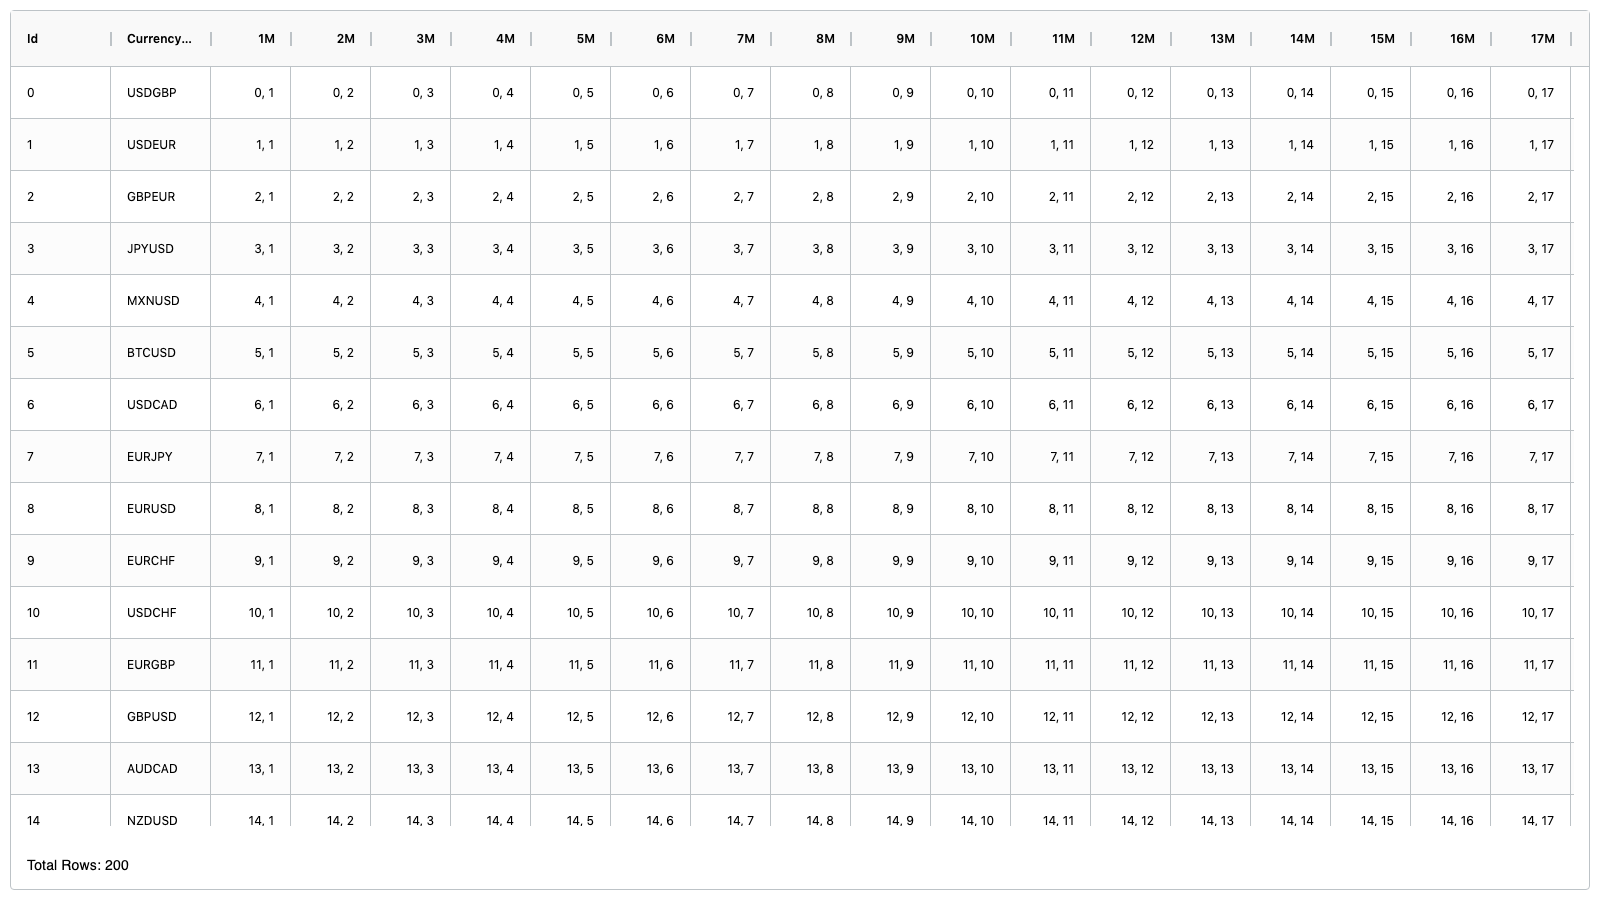 Id Currency... 1M 2M 3M 4M 5M 6M 7M 8M 9M 10M 11M 12M 13M 14M 15M 16M 17M
0 USDGBP 0, 1 0, 2 0, 3 0, 4 0, 5 0, 6 0, 7 0, 8 0, 9 0, 10 0, 11 0, 12 0, 13 0, 14 0, 15 0, 16 0, 17
1 USDEUR 1, 1 1, 2 1, 3 1, 4 1, 5 1, 6 1, 7 1, 8 1, 9 1, 10 1, 11 1, 12 1, 13 1, 14 1, 15 1, 16 1, 17
2 GBPEUR 2, 1 2, 2 2, 3 2, 4 2, 5 2, 6 2, 7 2, 8 2, 9 2, 10 2, 11 2, 12 2, 13 2, 14 2, 15 2, 16 2, 17
3 JPYUSD 3, 1 3, 2 3, 3 3, 4 3, 5 3, 6 3, 7 3, 8 3, 9 3, 10 3, 11 3, 12 3, 13 3, 14 3, 15 3, 16 3, 17
4 MXNUSD 4, 1 4, 2 4, 3 4, 4 4, 5 4, 6 4, 7 4, 8 4, 9 4, 10 4, 11 4, 12 4, 13 4, 14 4, 15 4, 16 4, 17
5 BTCUSD 5, 1 5, 2 5, 3 5, 4 5, 5 5, 6 5, 7 5, 8 5, 9 5, 10 5, 11 5, 12 5, 13 5, 14 5, 15 5, 16 5, 17
6 USDCAD 6, 1 6, 2 6, 3 6, 4 6, 5 6, 6 6, 7 6, 8 6, 9 6, 10 6, 11 6, 12 6, 13 6, 14 6, 15 6, 16 6, 17
7 EURJPY 7, 1 7, 2 7, 3 7, 4 7, 5 7, 6 7, 7 7, 8 7, 9 7, 10 7, 11 7, 12 7, 13 7, 14 7, 15 7, 16 7, 17
8 EURUSD 8, 1 8, 2 8, 3 8, 4 8, 5 8, 6 8, 7 8, 8 8, 9 8, 10 8, 11 8, 12 8, 13 8, 14 8, 15 8, 16 8, 17
9 EURCHF 9, 1 9, 2 9, 3 9, 4 9, 5 9, 6 9, 7 9, 8 9, 9 9, 10 9, 11 9, 12 9, 13 9, 14 9, 15 9, 16 9, 17
10 USDCHF 10, 1 10, 2 10, 3 10, 4 10, 5 10, 6 10, 7 10, 8 10, 9 10, 10 10, 11 10, 12 10, 13 10, 14 10, 15 10, 16 10, 17
11 EURGBP 11, 1 11, 2 11, 3 11, 4 11, 5 11, 6 11, 7 11, 8 11, 9 11, 10 11, 11 11, 12 11, 13 11, 14 11, 15 11, 16 11, 17
12 GBPUSD 12, 1 12, 2 12, 3 12, 4 12, 5 12, 6 12, 7 12, 8 12, 9 12, 10 12, 11 12, 12 12, 13 12, 14 12, 15 12, 16 12, 17
13 AUDCAD 13, 1 13, 2 13, 3 13, 4 13, 5 13, 6 13, 7 13, 8 13, 9 13, 10 13, 11 13, 12 13, 13 13, 14 13, 15 13, 16 13, 17
14 NZDUSD 14, 1 14, 2 14, 3 14, 4 14, 5 14, 6 14, 7 14, 8 14, 9 14, 10 14, 11 14, 12 14, 13 14, 14 14, 15 14, 16 14, 17
Total Rows: 200